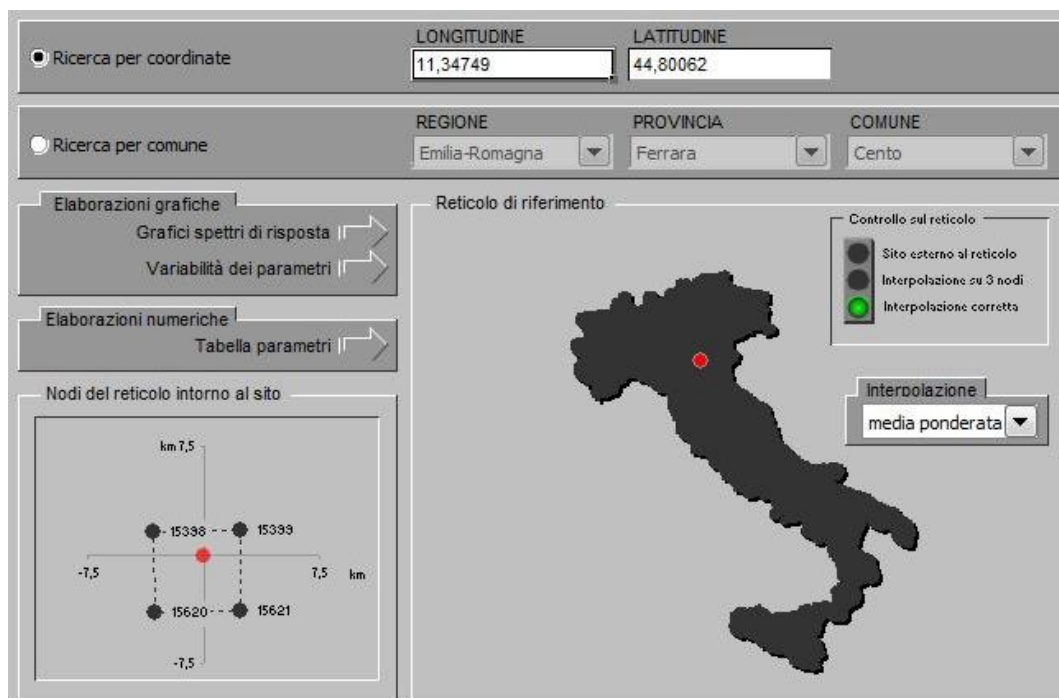 LONGITUDINE LATITUDINE
Ricerca per coordinate 11,34749 44,80062
REGIONE PROVINCIA COMUNE
Ricerca per comune Emilia-Romagna Ferrara Cento
Elaborazioni grafiche
Grafici spettri di risposta
Variabilità dei parametri
Elaborazioni numeriche
Tabella parametri
Nodi del reticolo intorno al sito
km 7,5
15398 15399
-7,5 7,5 km
15620 15621
-7,5
Reticolo di riferimento
Controllo sul reticolo
Sito esterno al reticolo
Interpolazione su 3 nodi
Interpolazione corretta
Interpolazione
media ponderata